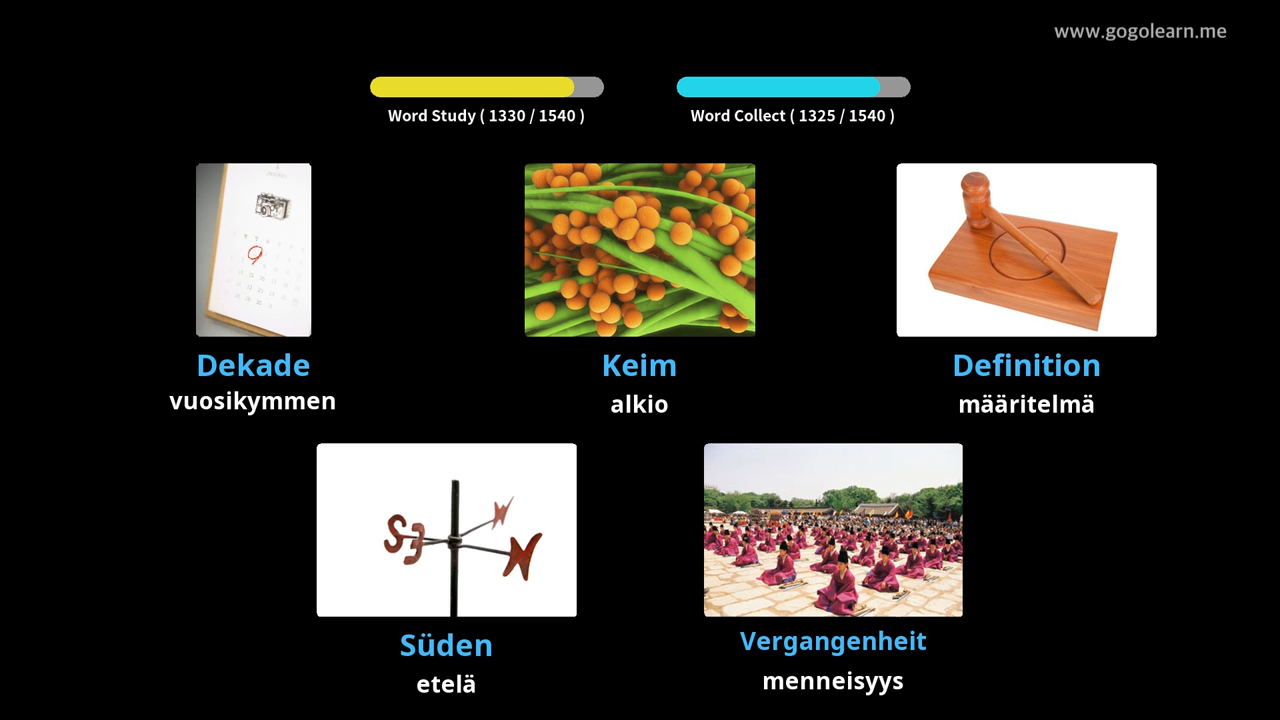 www.gogolearn.me
Word Study ( 1330 / 1540 )
Word Collect ( 1325 / 1540 )
Dekade
vuosikymmen
Keim
alkio
Definition
määritelmä
S
E
N
Süden
etelä
Vergangenheit
menneisyys